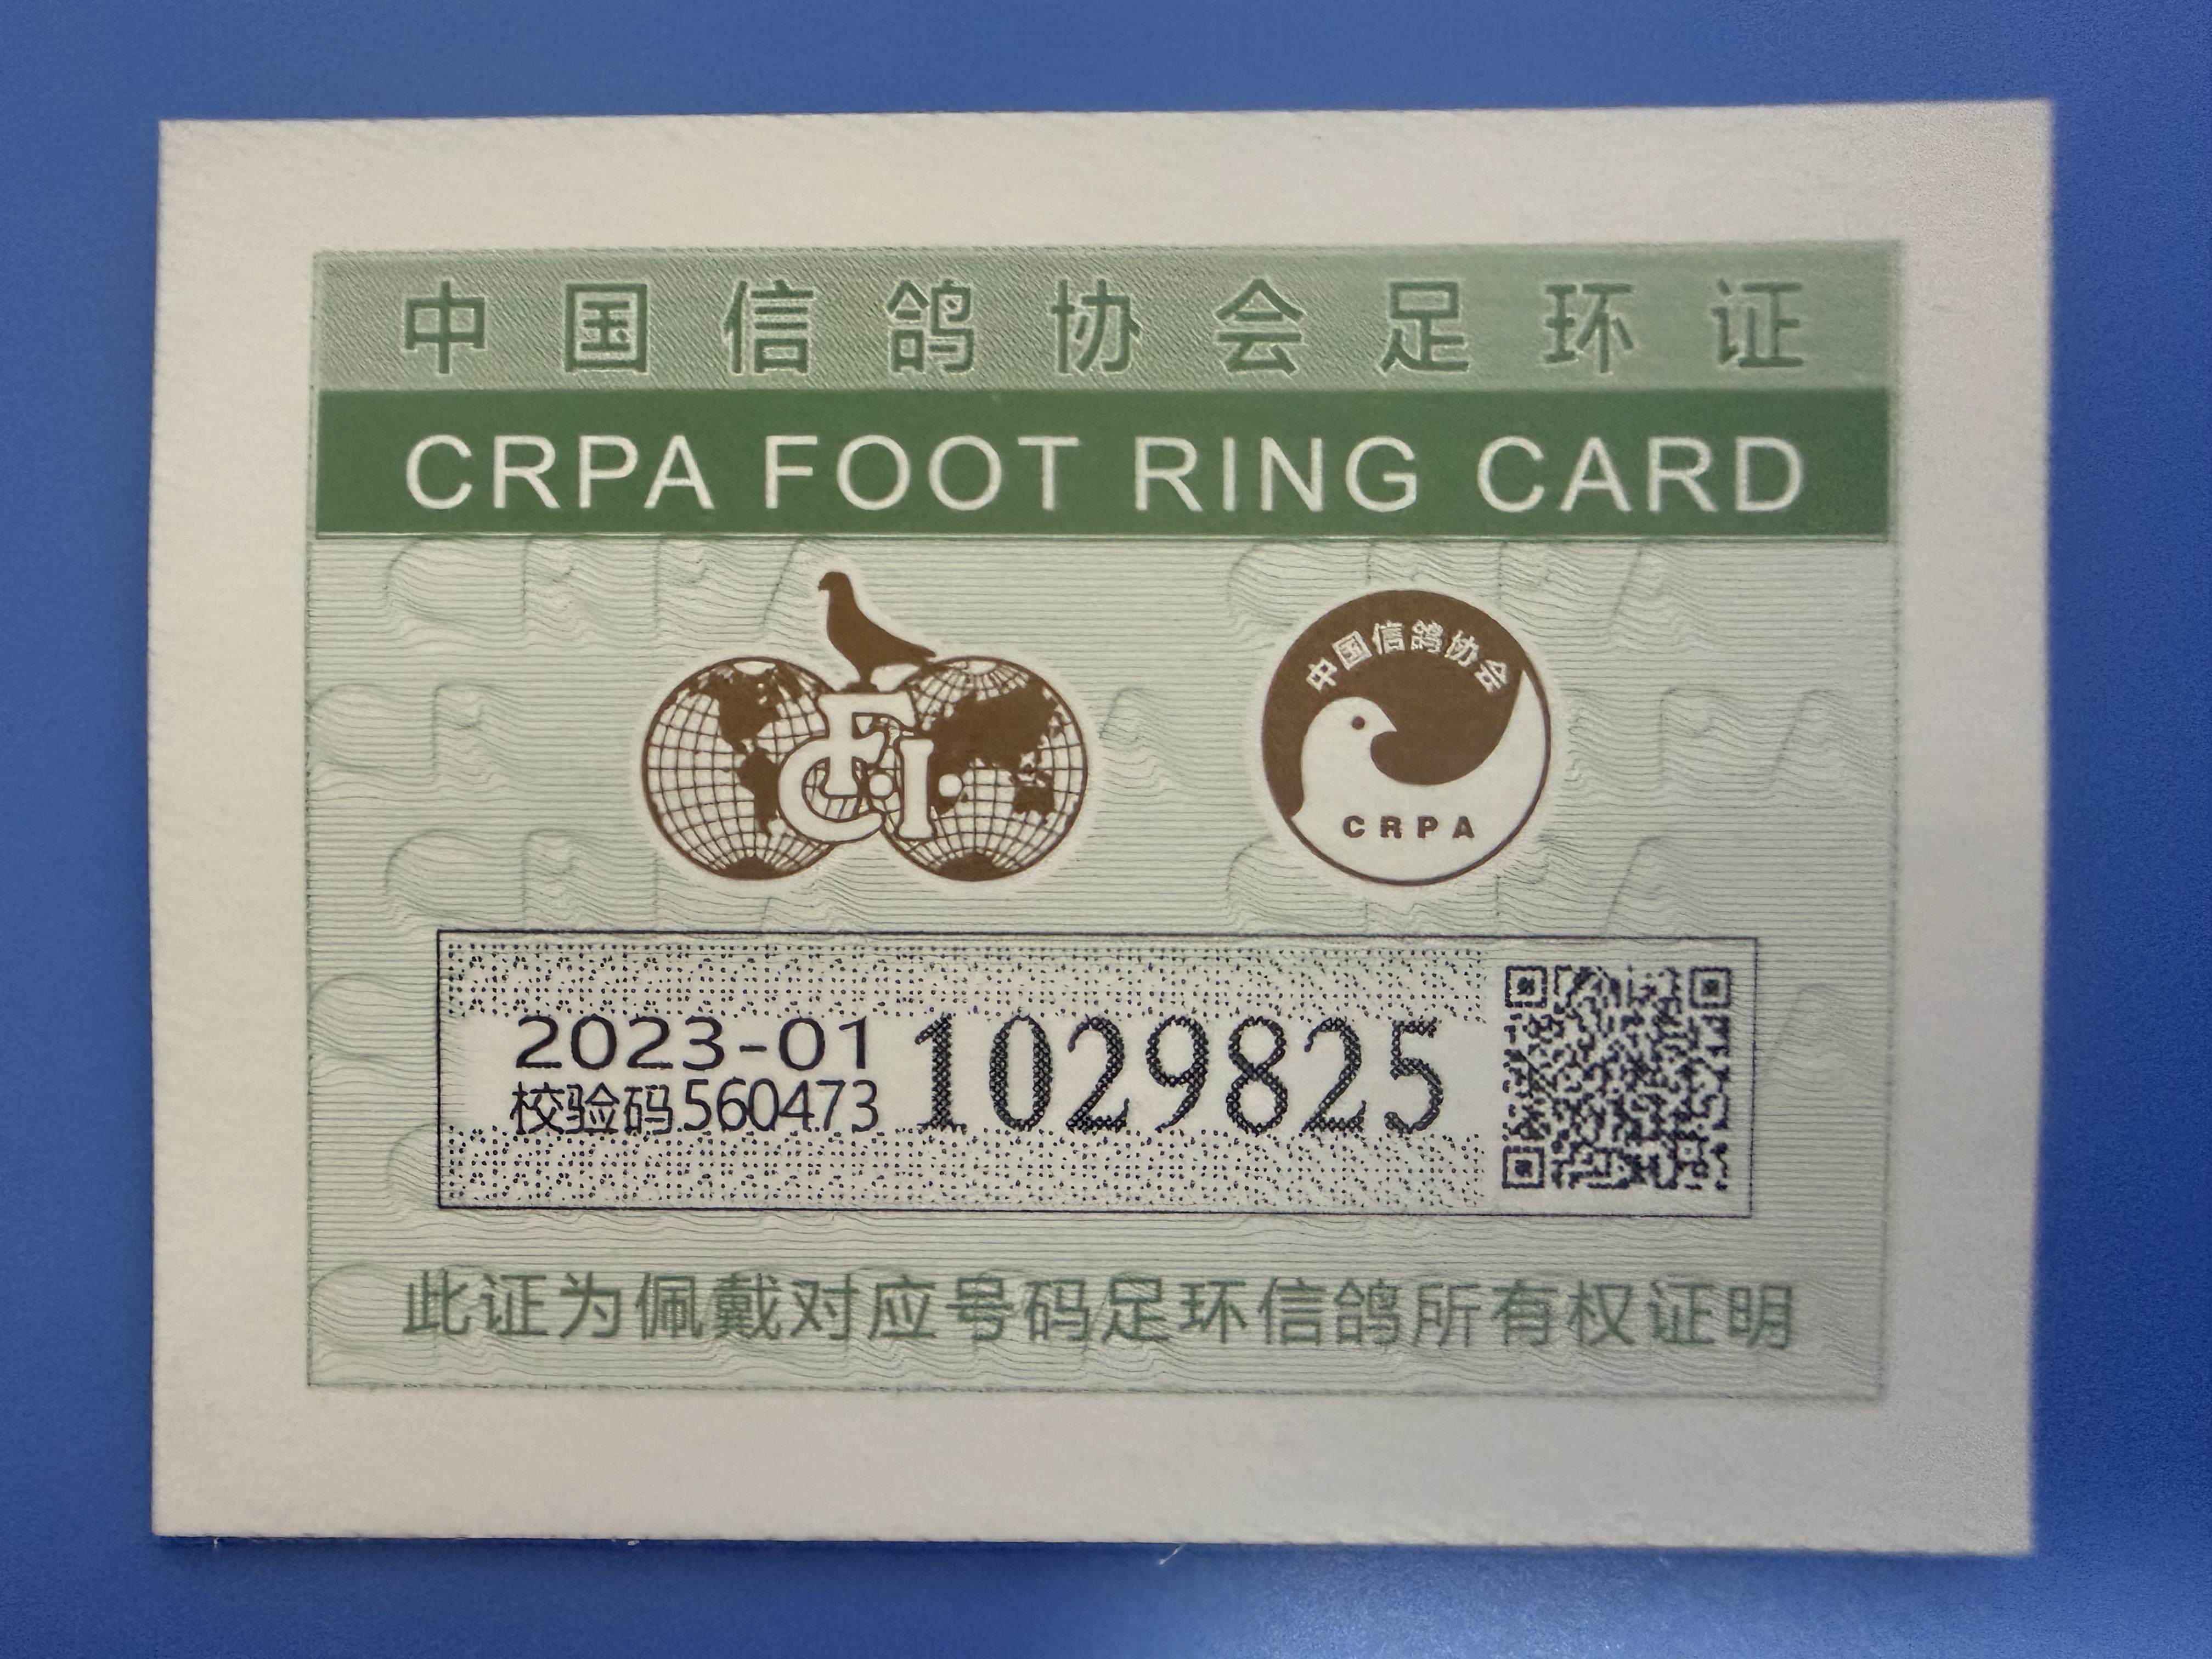 中国信鸽协会足环证
CRPA FOOT RING CARD
F.C.I.
中国信鸽协会
CRPA
2023-01 1029825
校验码560473
此证为佩戴对应号码足环信鸽所有权证明